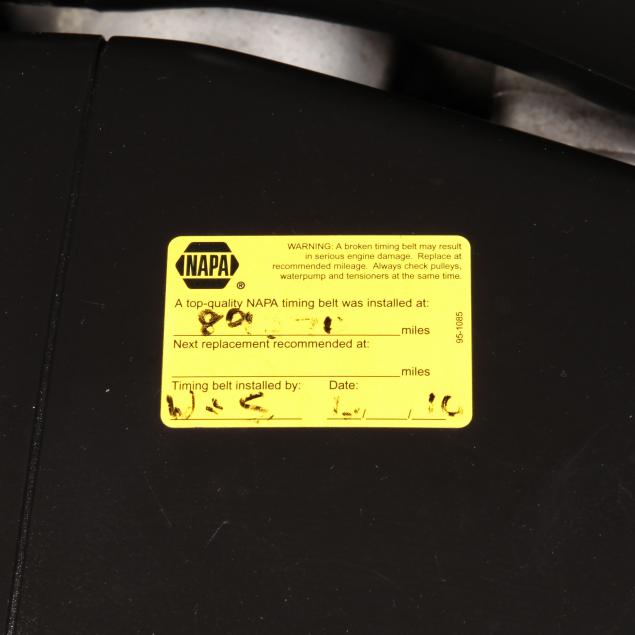 NAPA®
WARNING: A broken timing belt may result
in serious engine damage. Replace at
recommended mileage. Always check pulleys,
waterpump and tensioners at the same time.
A top-quality NAPA timing belt was installed at:
miles
Next replacement recommended at:
miles
Timing belt installed by: Date:
95-1085